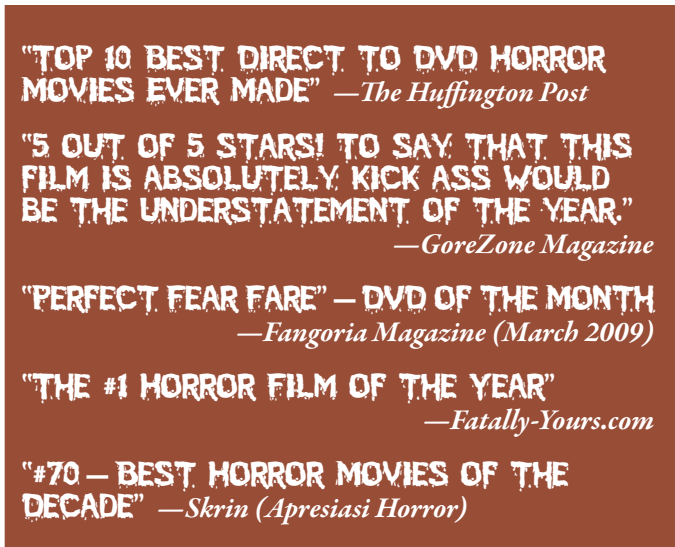 “TOP 10 BEST DIRECT TO DVD HORROR
MOVIES EVER MADE” —The Huffington Post
“5 OUT OF 5 STARS! TO SAY THAT THIS
FILM IS ABSOLUTELY KICK ASS WOULD
BE THE UNDERSTATEMENT OF THE YEAR.”
—GoreZone Magazine
“PERFECT FEAR FARE” – DVD OF THE MONTH
—Fangoria Magazine (March 2009)
“THE #1 HORROR FILM OF THE YEAR”
—Fatally-Yours.com
“#70 – BEST HORROR MOVIES OF THE
DECADE” —Skrin (Apresiasi Horror)